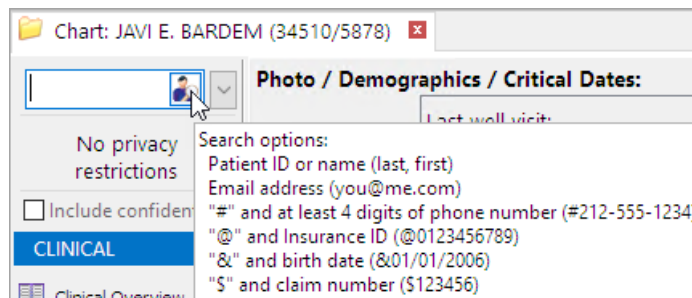 Chart: JAVI E. BARDEM (34510/5878)
Photo / Demographics / Critical Dates:
Last well visit:
No privacy
restrictions
Include confiden
CLINICAL
Clinical Overview
Search options:
Patient ID or name (last, first)
Email address (you@me.com)
"#" and at least 4 digits of phone number (#212-555-1234)
"@" and Insurance ID (@0123456789)
"&" and birth date (&01/01/2006)
"$" and claim number ($123456)